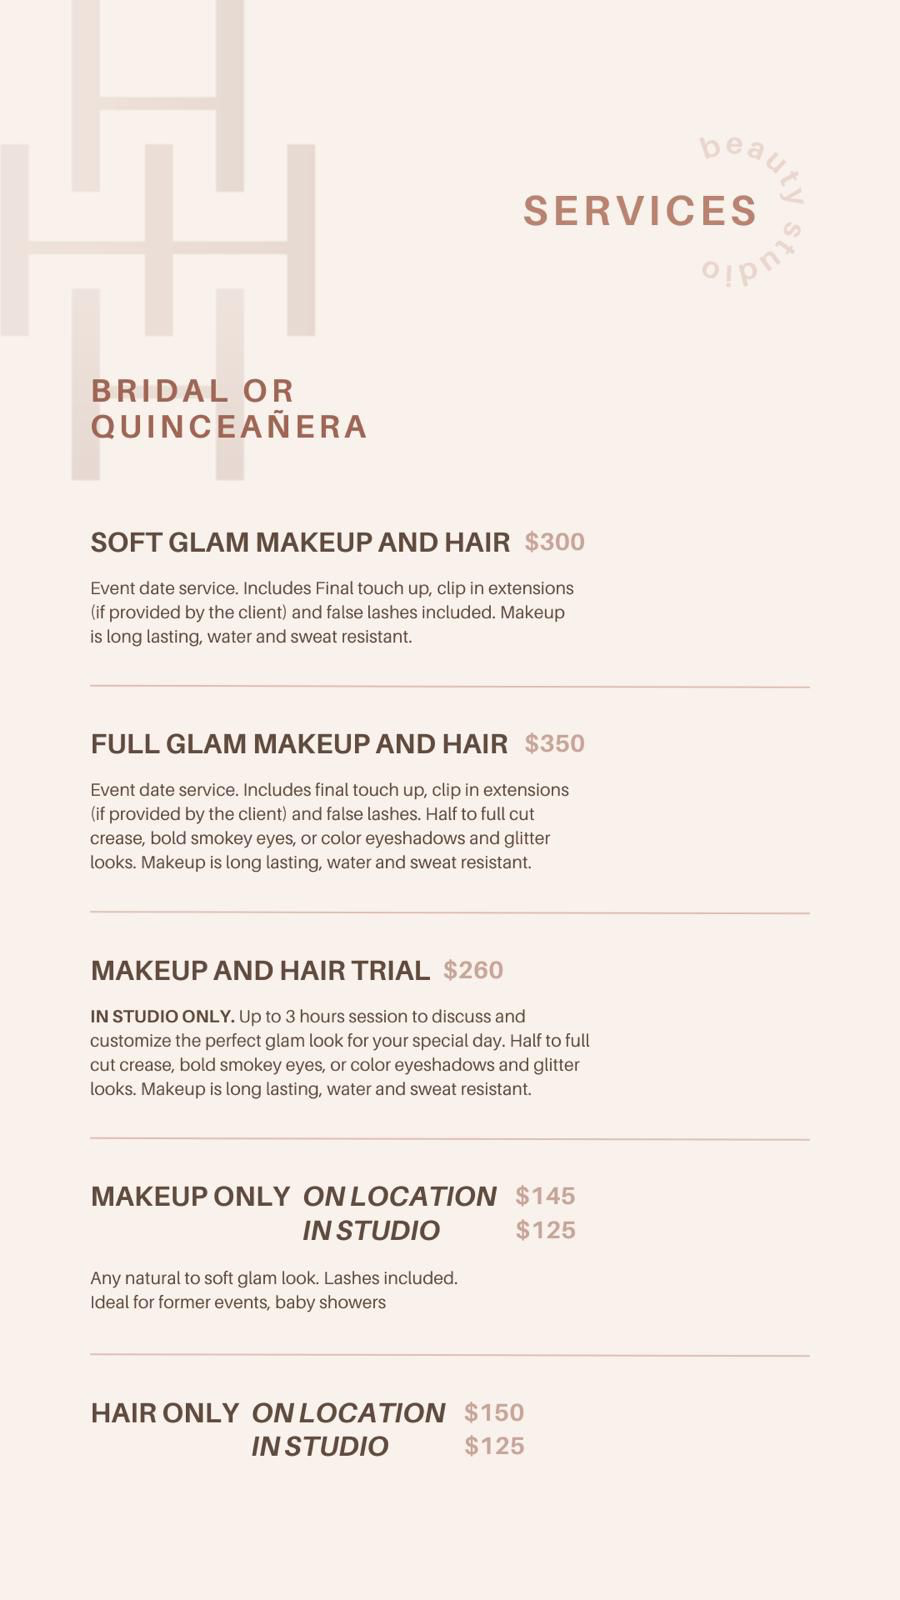 beauty studio
SERVICES
BRIDAL OR
QUINCEAÑERA
SOFT GLAM MAKEUP AND HAIR $300
Event date service. Includes Final touch up, clip in extensions
(if provided by the client) and false lashes included. Makeup
is long lasting, water and sweat resistant.
FULL GLAM MAKEUP AND HAIR $350
Event date service. Includes final touch up, clip in extensions
(if provided by the client) and false lashes. Half to full cut
crease, bold smokey eyes, or color eyeshadows and glitter
looks. Makeup is long lasting, water and sweat resistant.
MAKEUP AND HAIR TRIAL $260
IN STUDIO ONLY. Up to 3 hours session to discuss and
customize the perfect glam look for your special day. Half to full
cut crease, bold smokey eyes, or color eyeshadows and glitter
looks. Makeup is long lasting, water and sweat resistant.
MAKEUP ONLY ON LOCATION $145
IN STUDIO $125
Any natural to soft glam look. Lashes included.
Ideal for former events, baby showers
HAIR ONLY ON LOCATION $150
IN STUDIO $125